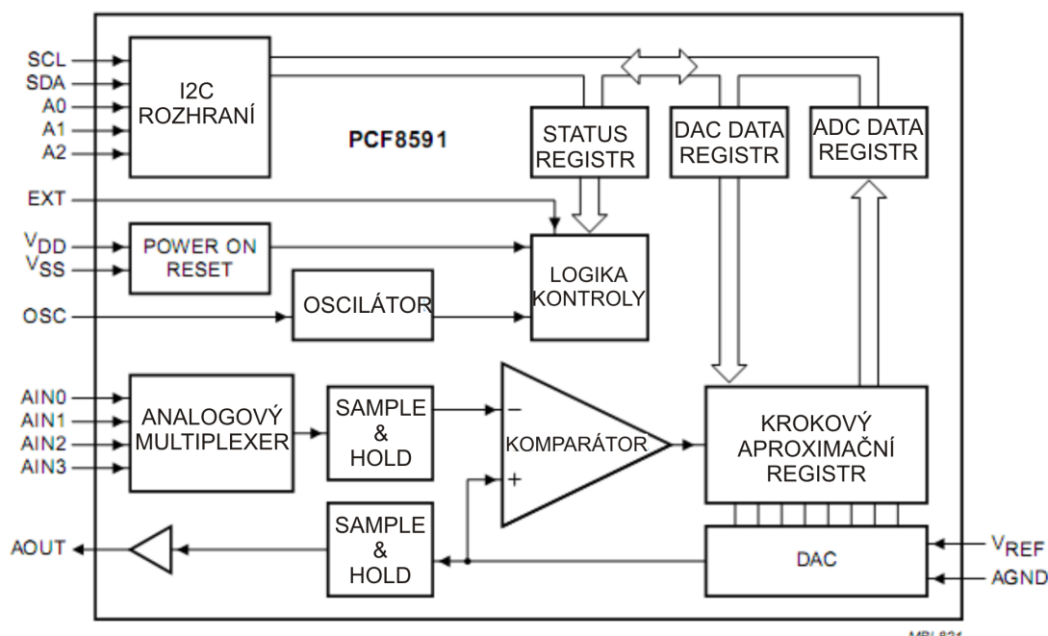 SCL
SDA
A0
A1
A2
I2C
ROZHRANÍ
PCF8591
STATUS
REGISTR
DAC DATA
REGISTR
ADC DATA
REGISTR
EXT
VDD
VSS
POWER ON
RESET
OSC
OSCILÁTOR
LOGIKA
KONTROLY
AIN0
AIN1
AIN2
AIN3
ANALOGOVÝ
MULTIPLEXER
SAMPLE
&
HOLD
−
KOMPARÁTOR
+
KROKOVÝ
APROXIMAČNÍ
REGISTR
AOUT
SAMPLE
&
HOLD
DAC
VREF
AGND